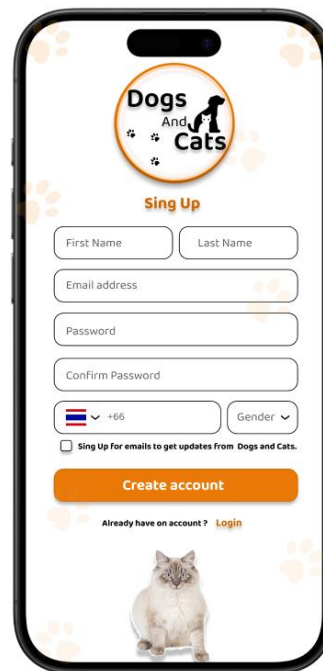 Dogs
And
Cats
Sing Up
First Name Last Name
Email address
Password
Confirm Password
+66 Gender
Sing Up for emails to get updates from Dogs and Cats.
Create account
Already have on account ? Login